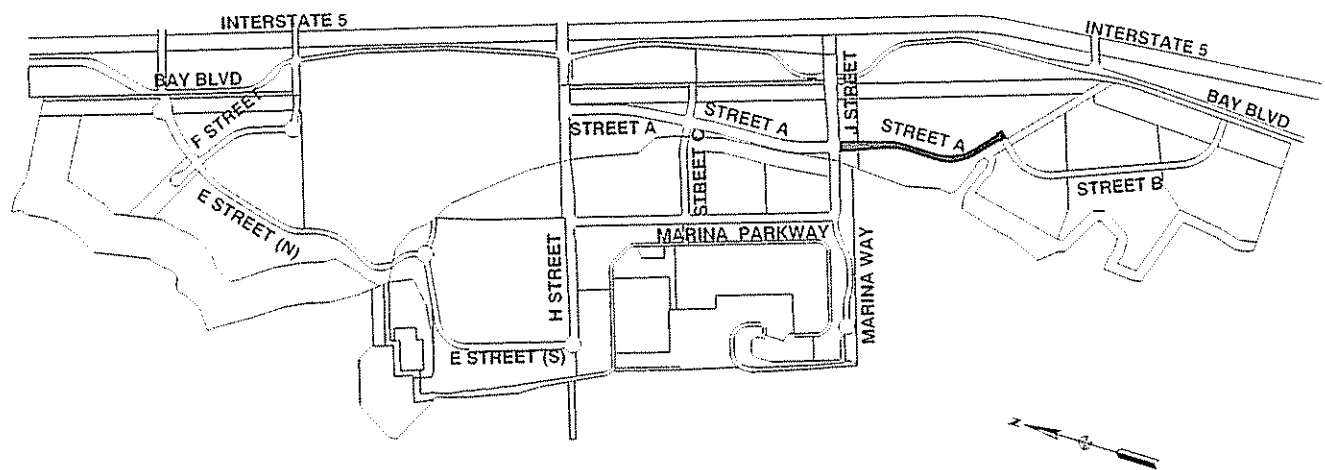 INTERSTATE 5
INTERSTATE 5
BAY BLVD
BAY BLVD
F STREET
STREET A
STREET A
J STREET
STREET A
STREET C
STREET B
E STREET (N)
MARINA PARKWAY
H STREET
MARINA WAY
E STREET (S)
N